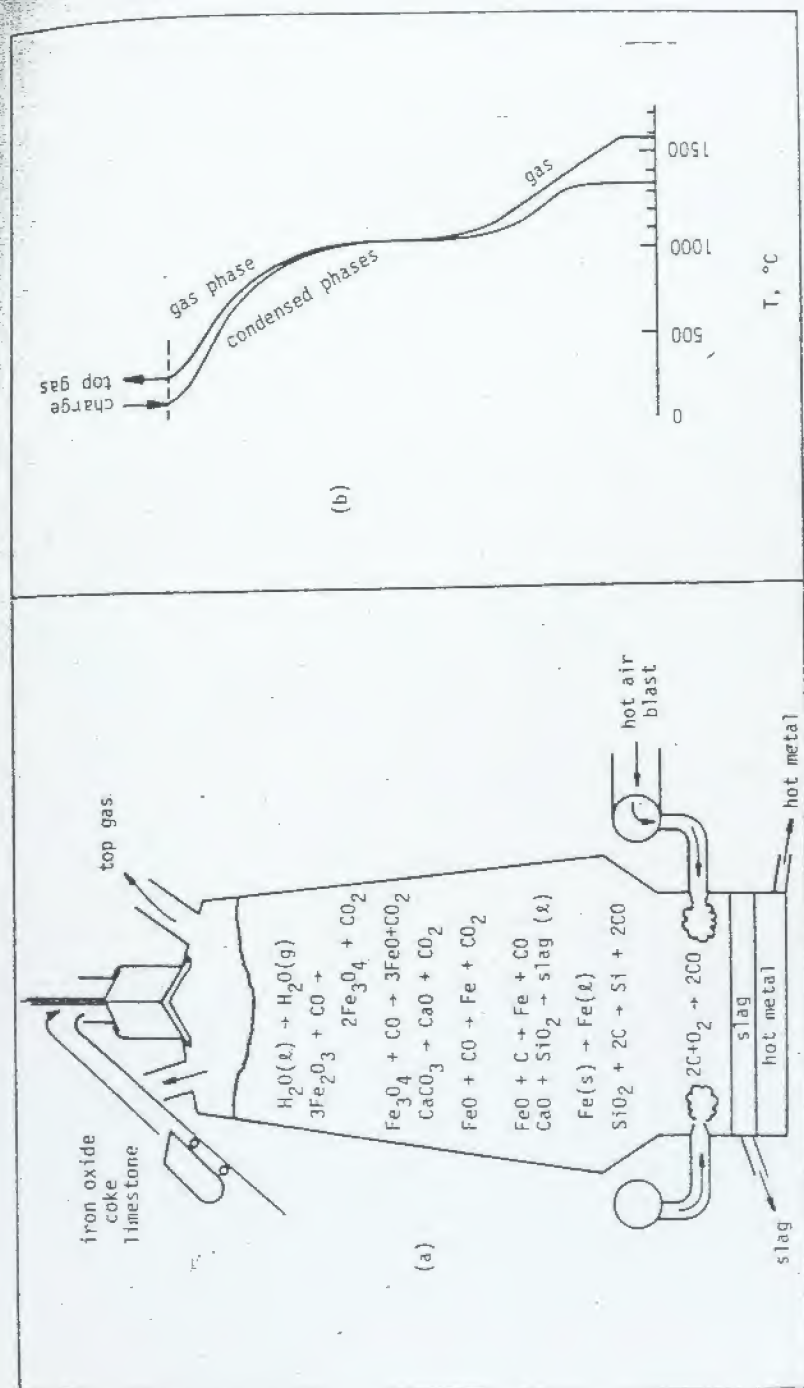 iron oxide
coke
limestone
top gas
H₂O(ℓ) → H₂O(g)
3Fe₂O₃ + CO →
2Fe₃O₄ + CO₂
Fe₃O₄ + CO → 3FeO+CO₂
CaCO₃ → CaO + CO₂
FeO + CO → Fe + CO₂
FeO + C → Fe + CO
CaO + SiO₂ → slag (ℓ)
Fe(s) → Fe(ℓ)
SiO₂ + 2C → Si + 2CO
2C+O₂ → 2CO
hot air
blast
slag
hot metal
slag
hot metal
(a)
charge
top gas
gas phase
condensed phases
gas
(b)
0
500
1000
1500
T, °C